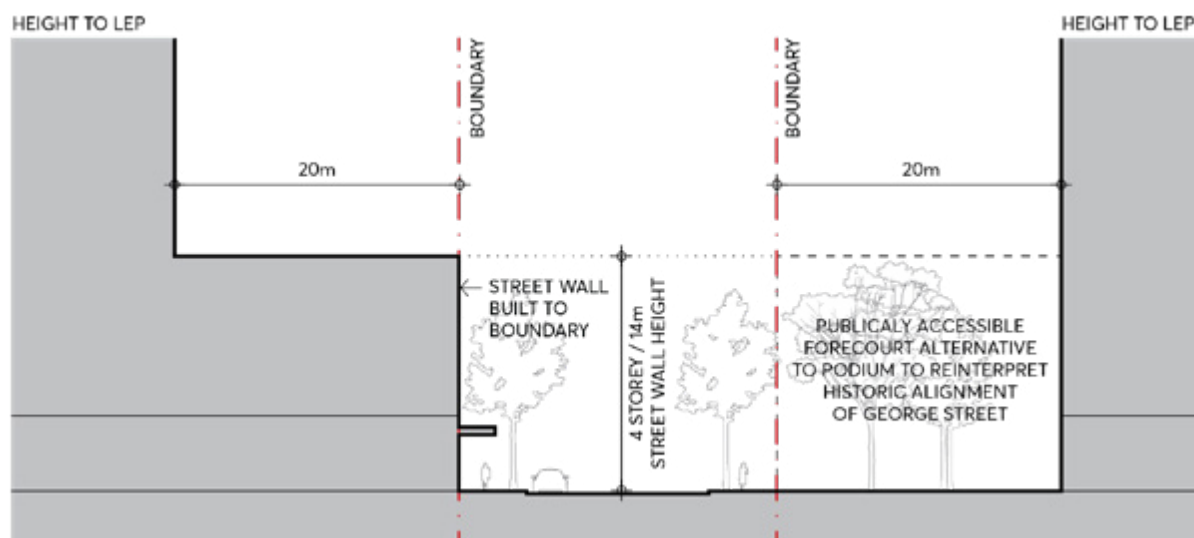 HEIGHT TO LEP
HEIGHT TO LEP
BOUNDARY
BOUNDARY
20m
20m
STREET WALL
BUILT TO
BOUNDARY
4 STOREY / 14m
STREET WALL HEIGHT
PUBLICALY ACCESSIBLE
FORECOURT ALTERNATIVE
TO PODIUM TO REINTERPRET
HISTORIC ALIGNMENT
OF GEORGE STREET